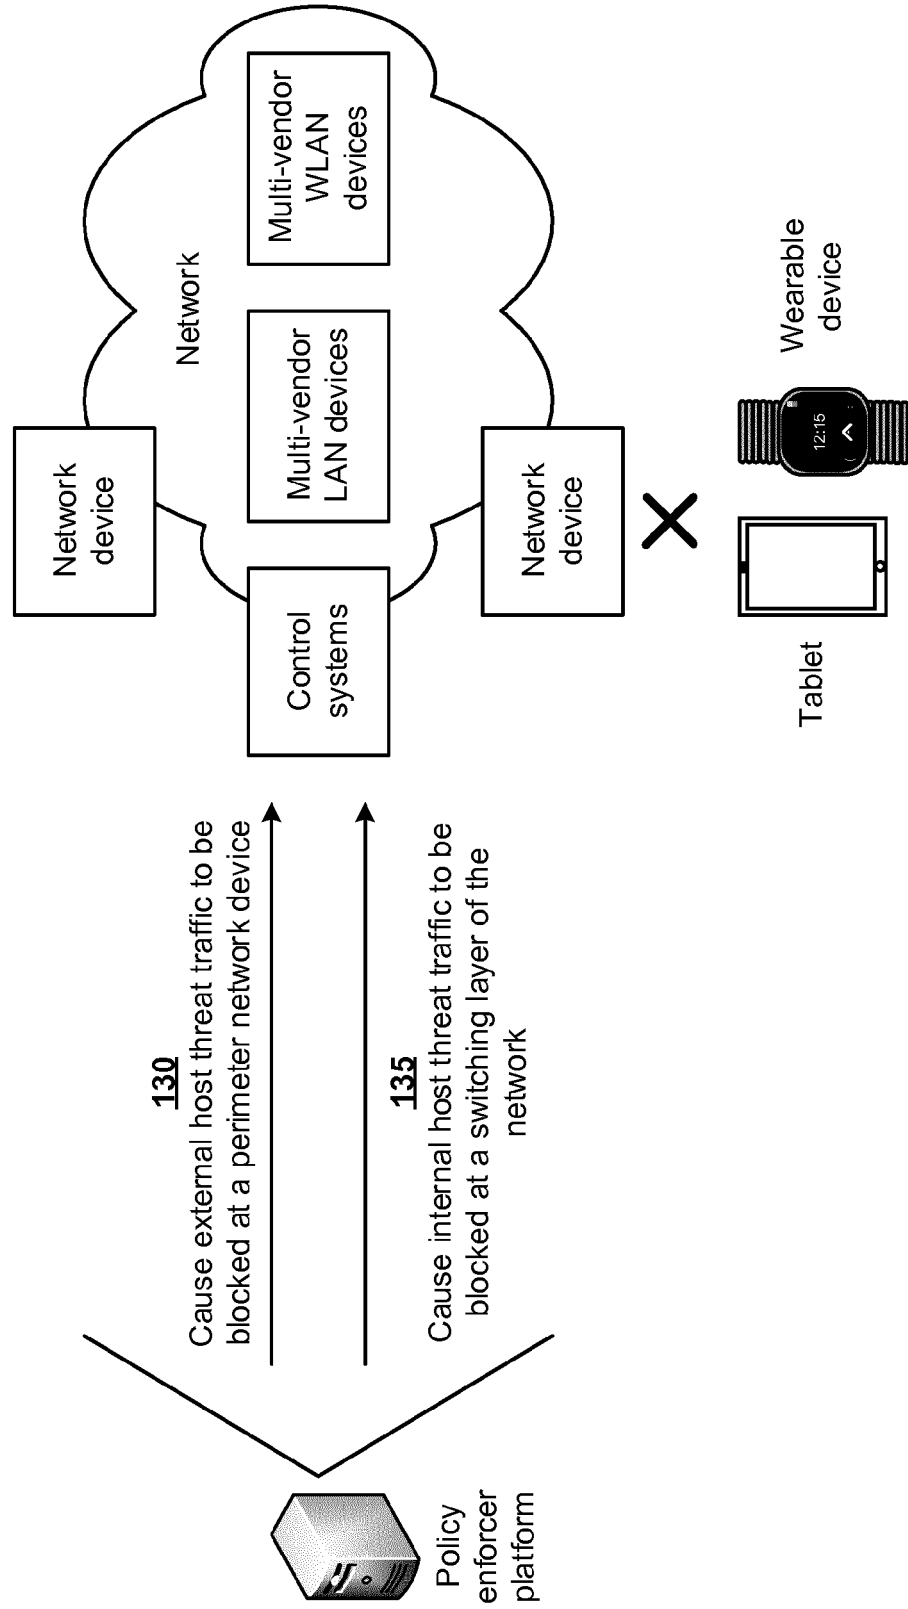 130
Cause external host threat traffic to be
blocked at a perimeter network device
135
Cause internal host threat traffic to be
blocked at a switching layer of the
network
Policy
enforcer
platform
Network
device
Network
Control
systems
Multi-vendor
LAN devices
Multi-vendor
WLAN
devices
Network
device
Tablet
12:15
Wearable
device